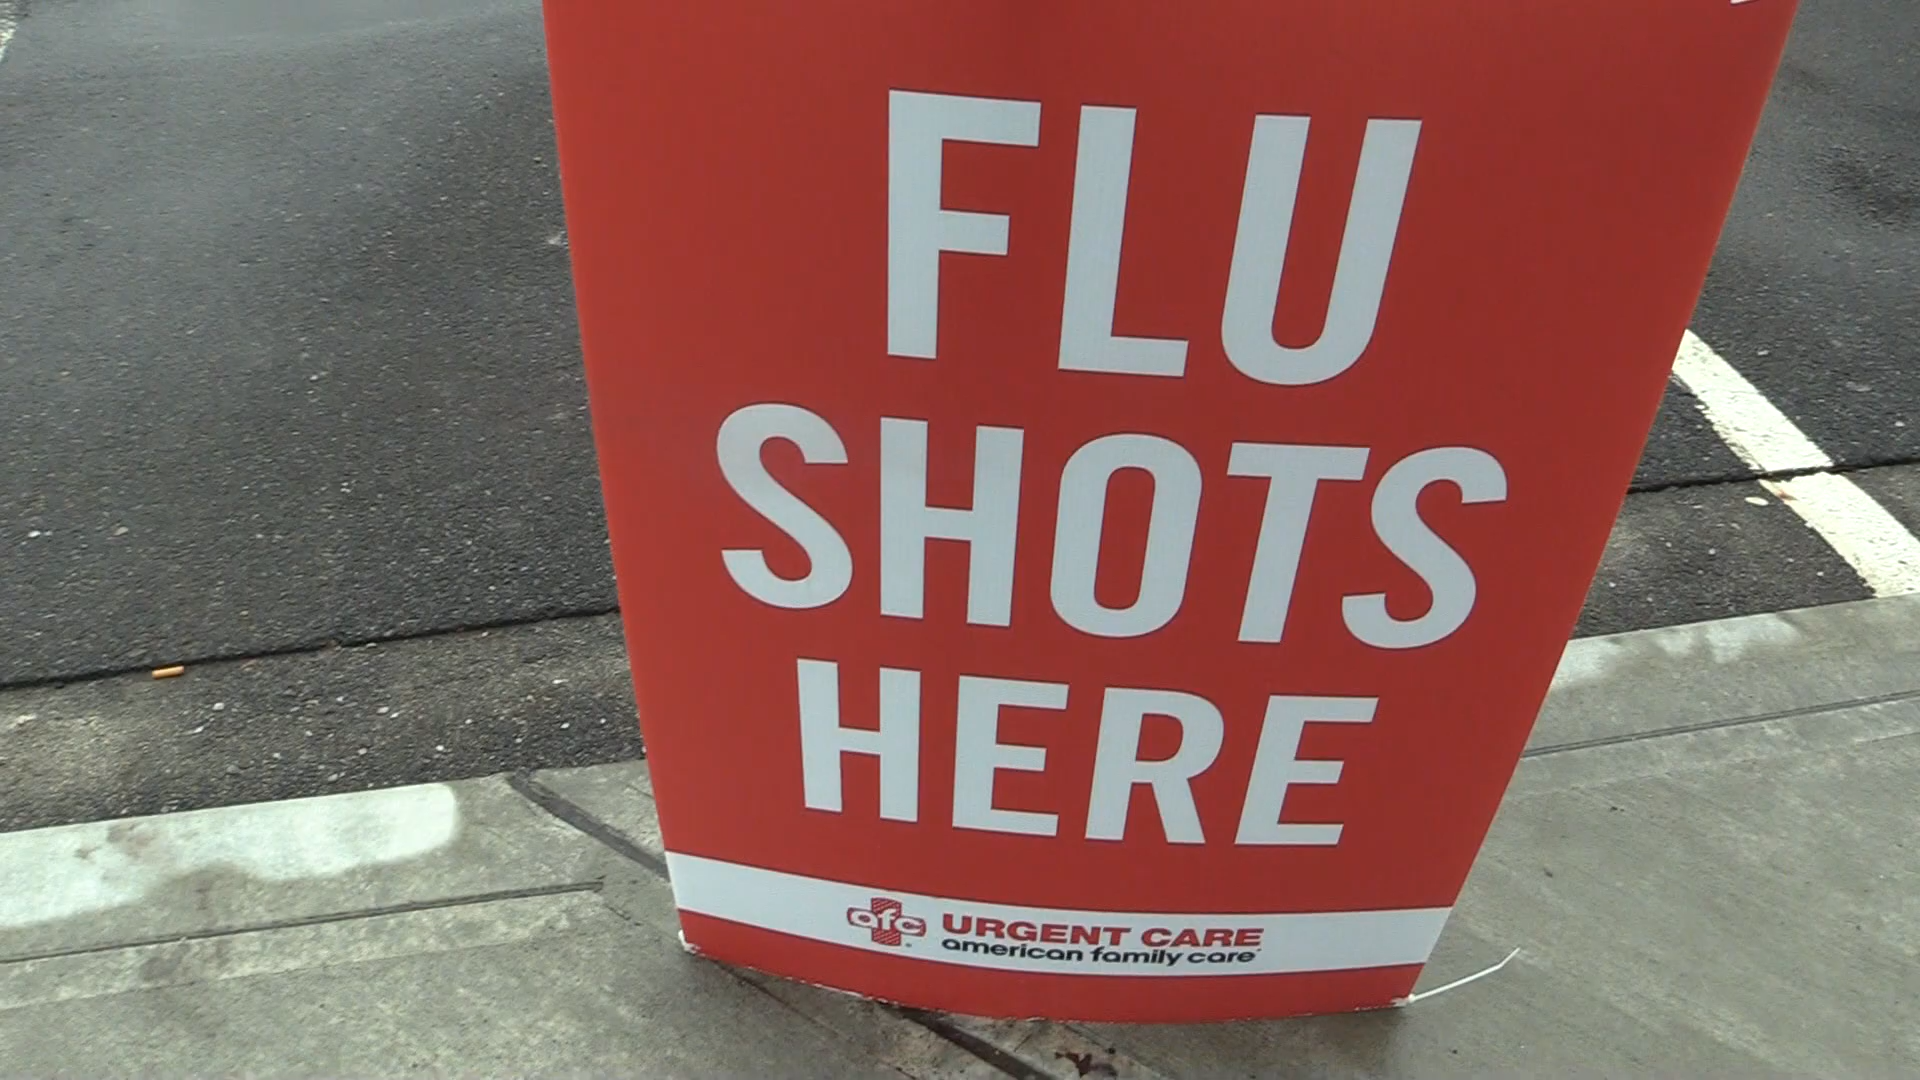 FLU
SHOTS
HERE
afc URGENT CARE
american family care